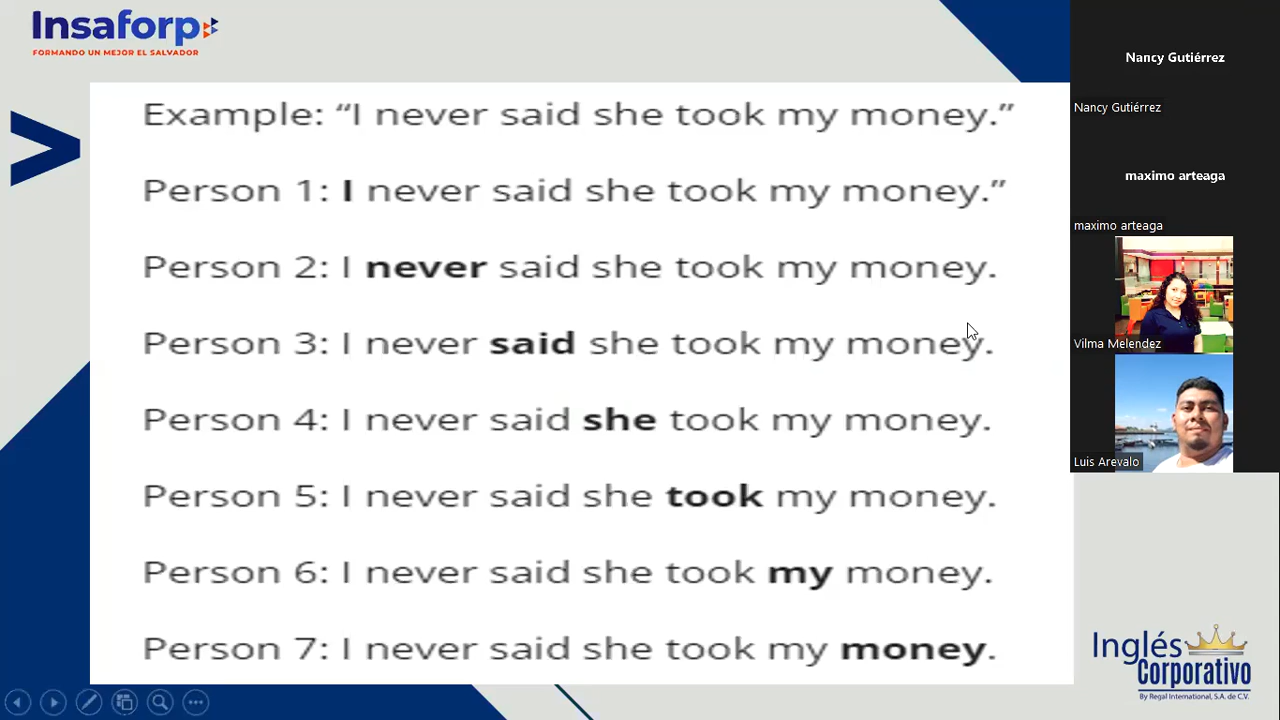 Insaforp
FORMANDO UN MEJOR EL SALVADOR
Example: “I never said she took my money.”
Person 1: I never said she took my money.”
Person 2: I never said she took my money.
Person 3: I never said she took my money.
Person 4: I never said she took my money.
Person 5: I never said she took my money.
Person 6: I never said she took my money.
Person 7: I never said she took my money.
Nancy Gutiérrez
Nancy Gutiérrez
maximo arteaga
maximo arteaga
Vilma Melendez
Luis Arevalo
Inglés
Corporativo
By Regal International, S.A. de C.V.